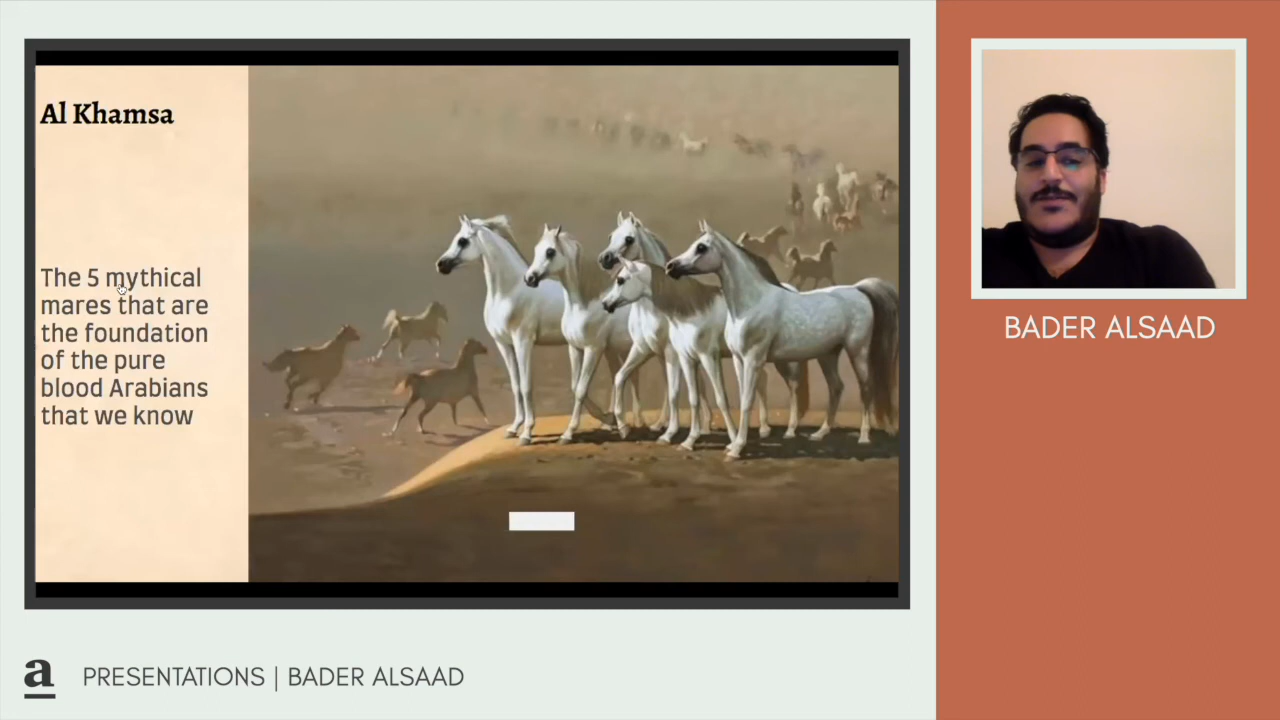 Al Khamsa
The 5 mythical
mares that are
the foundation
of the pure
blood Arabians
that we know
BADER ALSAAD
a PRESENTATIONS | BADER ALSAAD